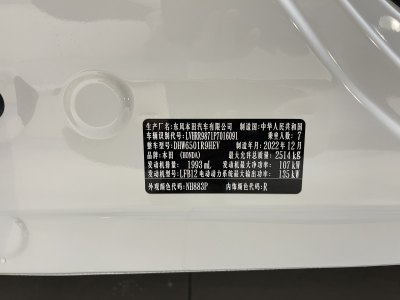 生产厂名：东风本田汽车有限公司 制造国：中华人民共和国
车辆识别代号：LVHRR9871P7016091 乘坐人数：7
整车型号：DHW6501R9HEV 制造年月：2022年12月
品牌：本田 (HONDA) 最大允许总质量：2514 kg
发动机排量：1993 mL 发动机最大净功率：107 kW
发动机型号：LFB12 电动动力系统最大输出功率：135 kW
外观颜色代码：NH883P 内饰颜色代码：R